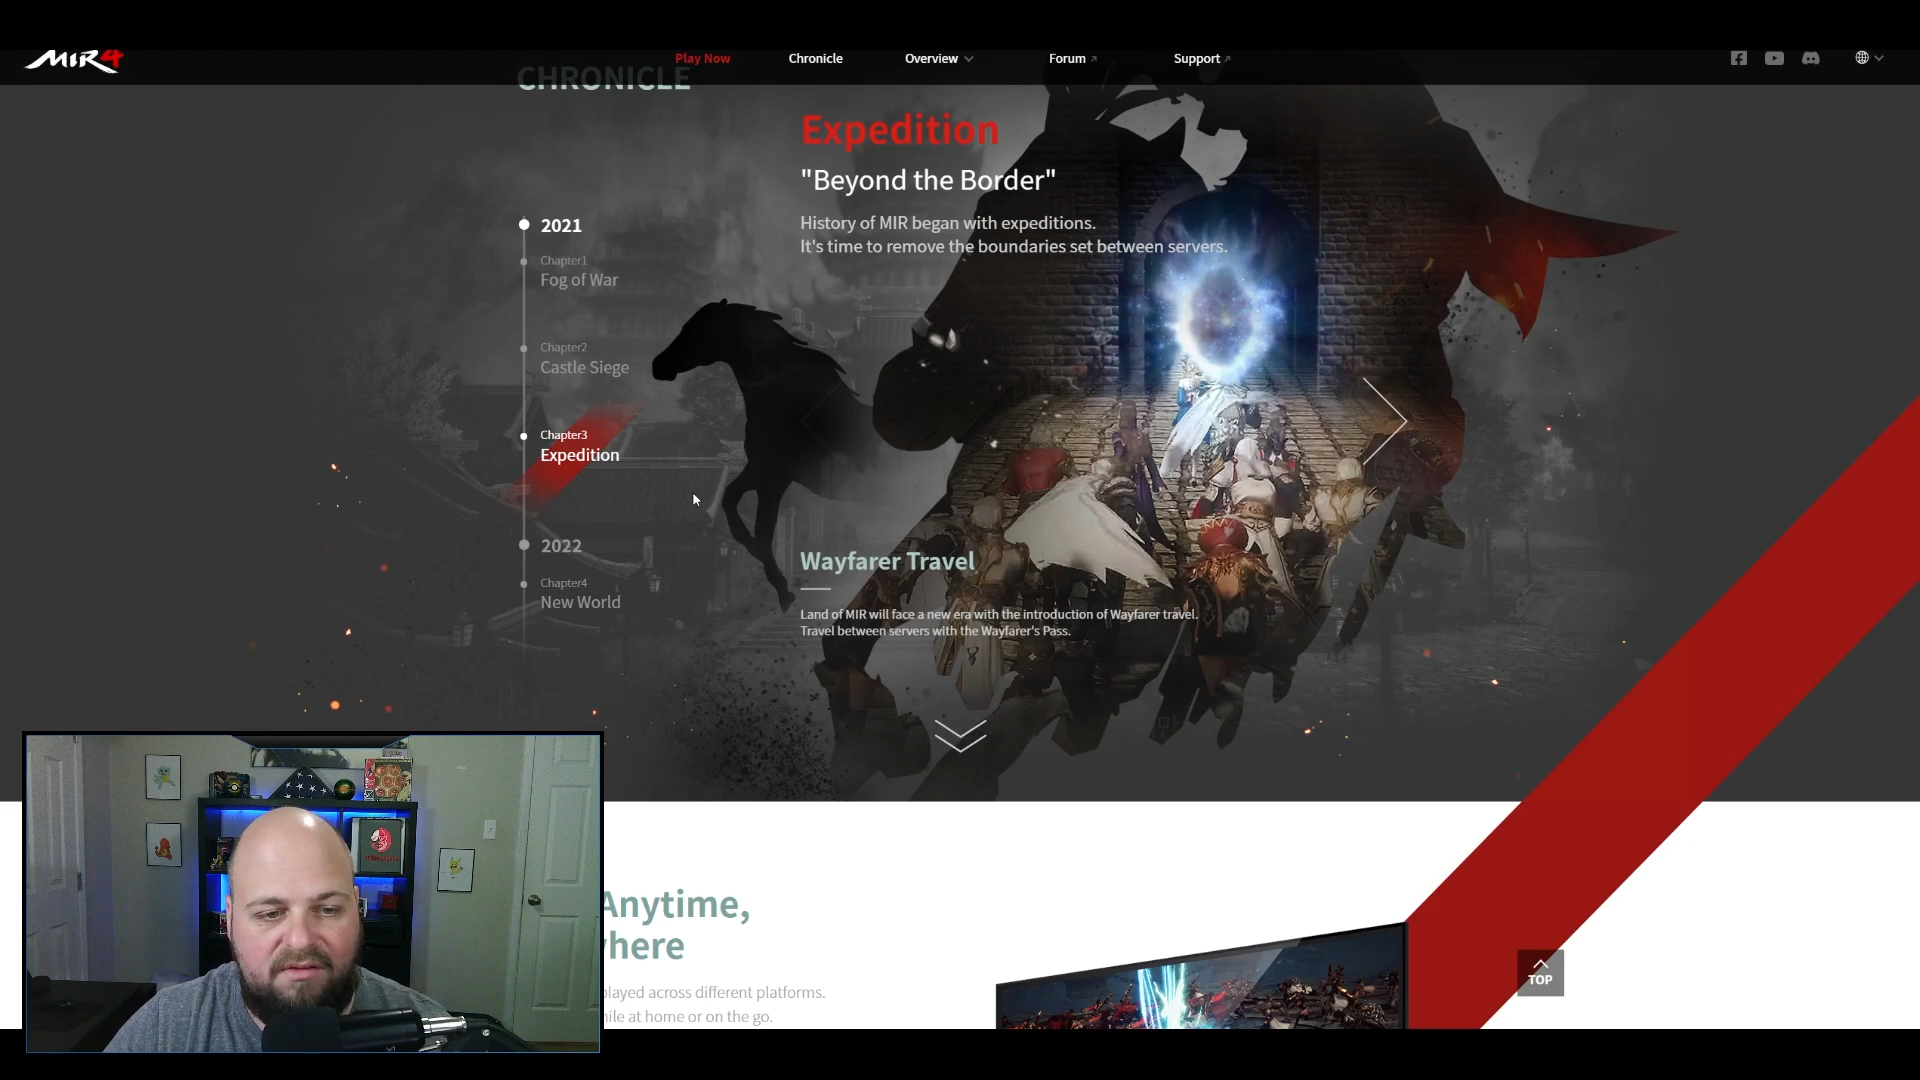 MIR4
Play Now
Chronicle
Overview
Forum
Support
CHRONICLE
Expedition
"Beyond the Border"
History of MIR began with expeditions.
It's time to remove the boundaries set between servers.
2021
Chapter1
Fog of War
Chapter2
Castle Siege
Chapter3
Expedition
2022
Chapter4
New World
Wayfarer Travel
Land of MIR will face a new era with the introduction of Wayfarer travel.
Travel between servers with the Wayfarer's Pass.
Anytime,
here
played across different platforms.
while at home or on the go.
TOP